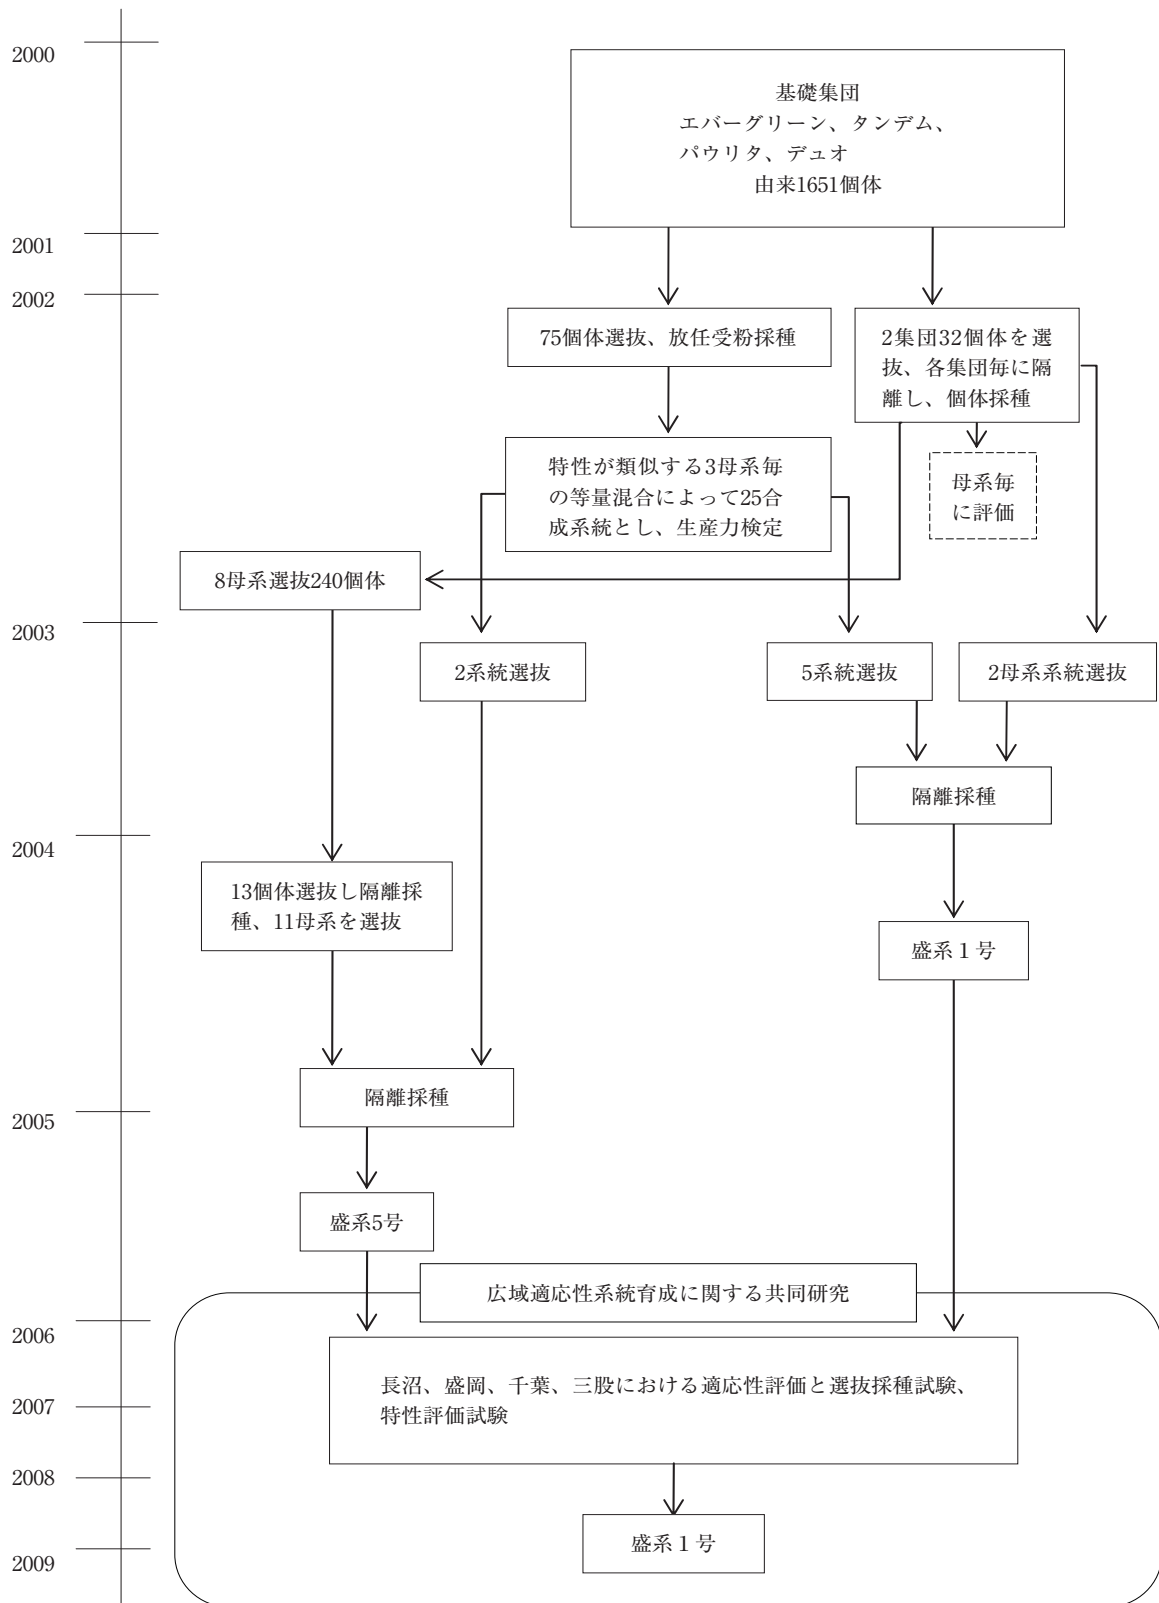 2000
基礎集団
エバーグリーン、タンデム、
パウリタ、デュオ
由来1651個体
2001
2002
75個体選抜、放任受粉採種
2集団32個体を選
抜、各集団毎に隔
離し、個体採種
特性が類似する3母系毎
の等量混合によって25合
成系統とし、生産力検定
母系毎
に評価
8母系選抜240個体
2003
2系統選抜
5系統選抜
2母系系統選抜
隔離採種
2004
13個体選抜し隔離採
種、11母系を選抜
盛系１号
隔離採種
2005
盛系5号
広域適応性系統育成に関する共同研究
2006
長沼、盛岡、千葉、三股における適応性評価と選抜採種試験、
特性評価試験
2007
2008
盛系１号
2009